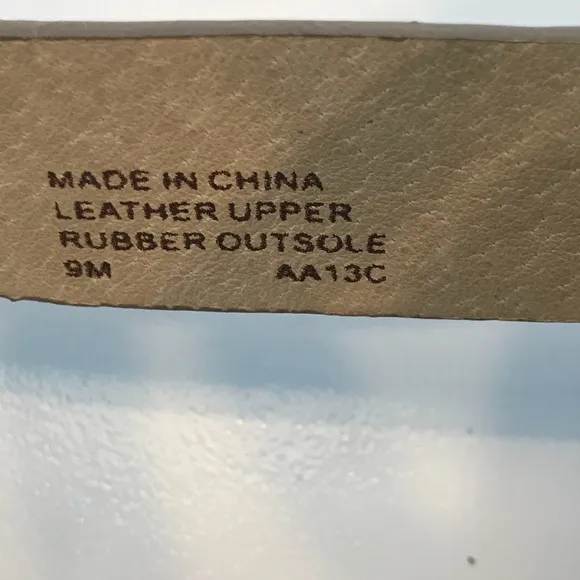 MADE IN CHINA
LEATHER UPPER
RUBBER OUTSOLE
9M AA13C